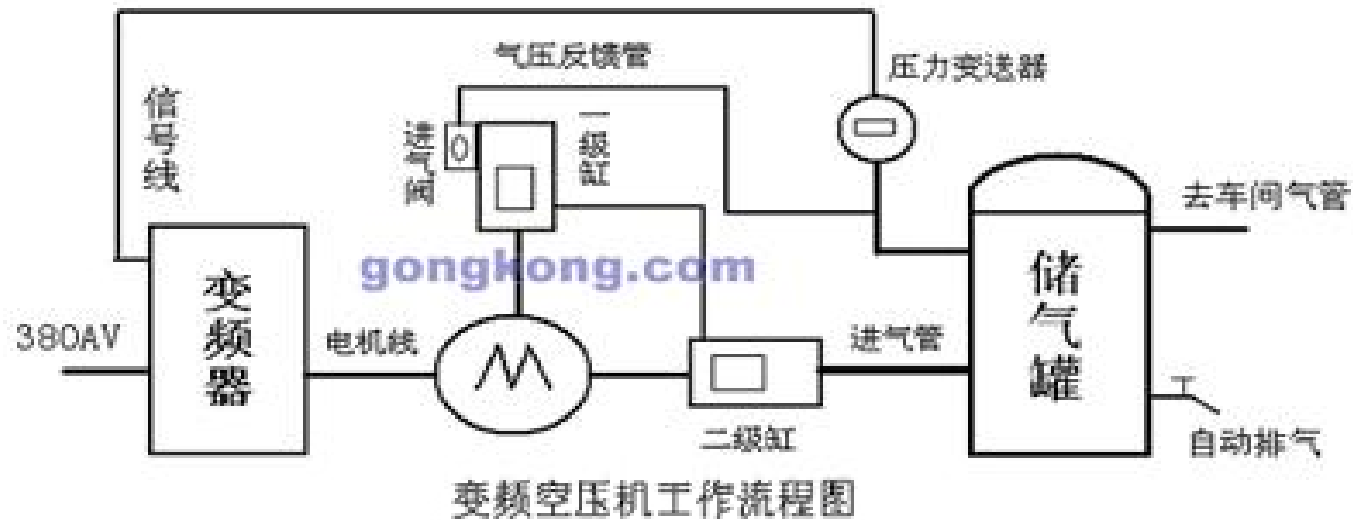 气压反馈管
压力变送器
信号线
进气阀
一级缸
去车间气管
gongkong.com
变频器
储气罐
380AV
电机线
进气管
二级缸
自动排气
变频空压机工作流程图